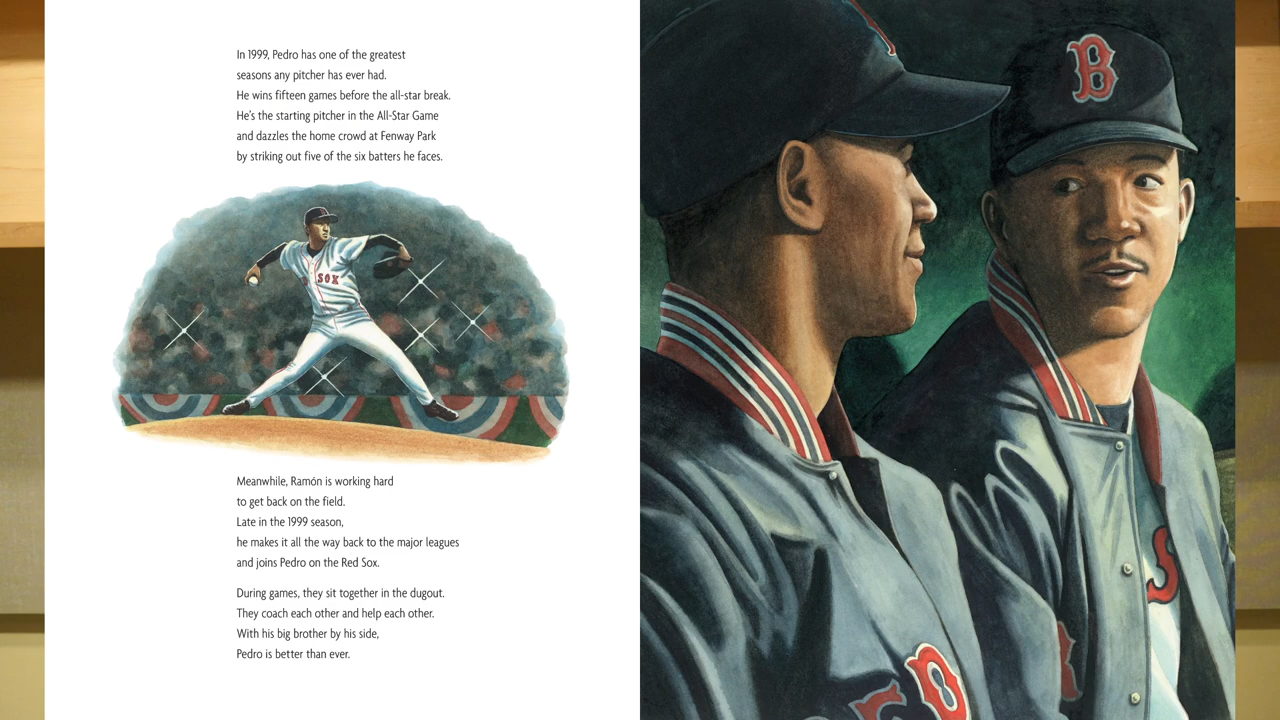 In 1999, Pedro has one of the greatest
seasons any pitcher has ever had.
He wins fifteen games before the all-star break.
He's the starting pitcher in the All-Star Game
and dazzles the home crowd at Fenway Park
by striking out five of the six batters he faces.
SOX
B
Meanwhile, Ramón is working hard
to get back on the field.
Late in the 1999 season,
he makes it all the way back to the major leagues
and joins Pedro on the Red Sox.
During games, they sit together in the dugout.
They coach each other and help each other.
With his big brother by his side,
Pedro is better than ever.